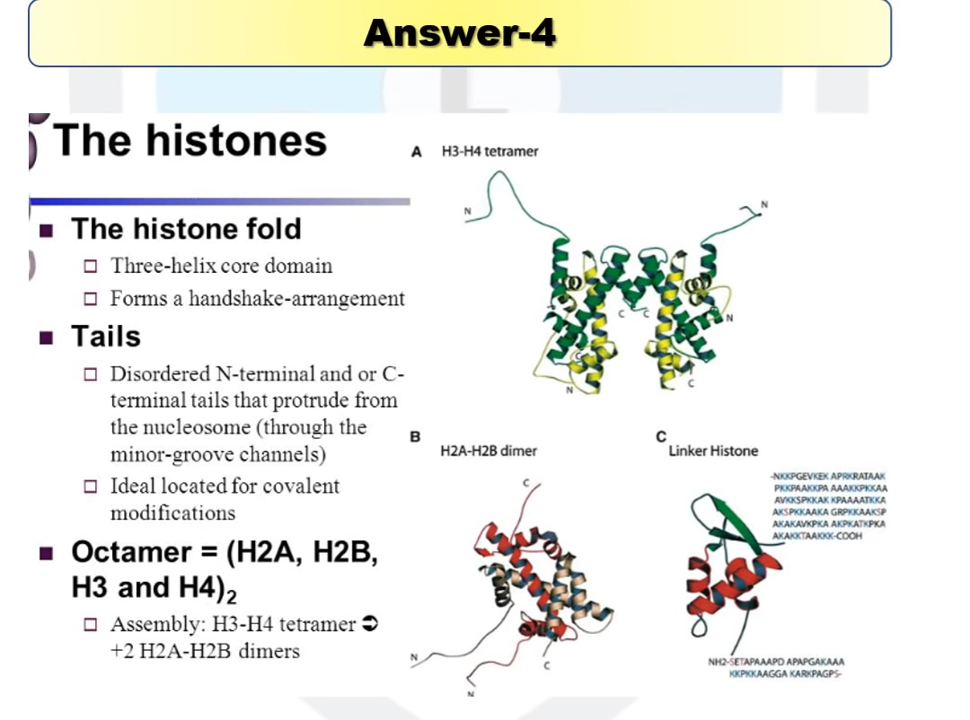 Answer-4
The histones
The histone fold
Three-helix core domain
Forms a handshake-arrangement
Tails
Disordered N-terminal and or C-
terminal tails that protrude from
the nucleosome (through the
minor-groove channels)
Ideal located for covalent
modifications
Octamer = (H2A, H2B,
H3 and H4)₂
Assembly: H3-H4 tetramer ➲
+2 H2A-H2B dimers
A H3-H4 tetramer
N
N
C C
N
C
N
C
B
H2A-H2B dimer
C
N
C
N
C
Linker Histone
-NKKPGEVKEK APRKRATAAK
PKKPAAKKPA AAAKKPKKAA
AVKKSPKKAK KPAAAATKKA
AKSPKKAAKA GRPKKAAKSP
AKAKAVKPKA AKPKATKPKA
AKAKKTAAKKK-COOH
NH2-SETAPAAAPD APAPGAKAAA
KKPKKAAGGA KARKPAGPS-